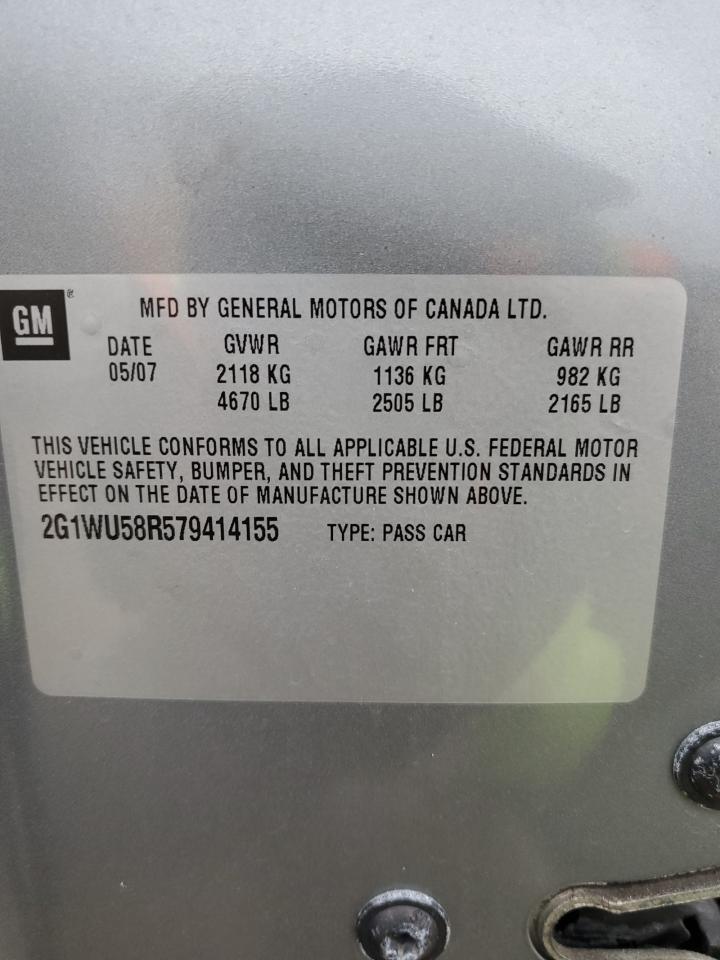 GM®
MFD BY GENERAL MOTORS OF CANADA LTD.
DATE GVWR GAWR FRT GAWR RR
05/07 2118 KG 1136 KG 982 KG
4670 LB 2505 LB 2165 LB
THIS VEHICLE CONFORMS TO ALL APPLICABLE U.S. FEDERAL MOTOR
VEHICLE SAFETY, BUMPER, AND THEFT PREVENTION STANDARDS IN
EFFECT ON THE DATE OF MANUFACTURE SHOWN ABOVE.
2G1WU58R579414155 TYPE: PASS CAR